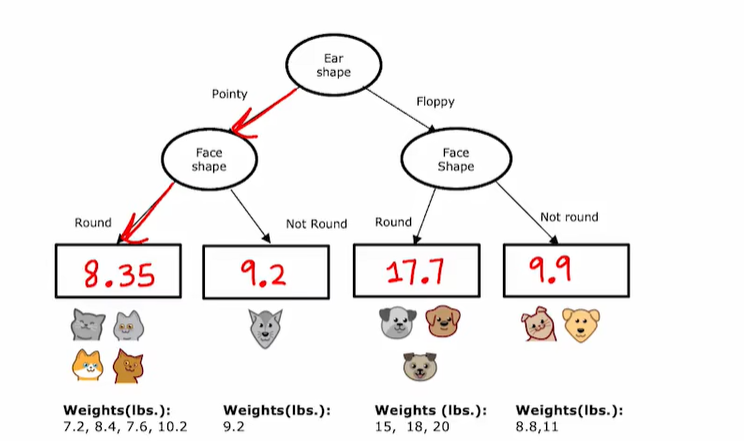 Ear
shape
Pointy
Floppy
Face
shape
Face
Shape
Round
Not Round
Round
Not round
8.35
9.2
17.7
9.9
Weights(lbs.):
7.2, 8.4, 7.6, 10.2
Weights(lbs.):
9.2
Weights (lbs.):
15, 18, 20
Weights(lbs.):
8.8,11